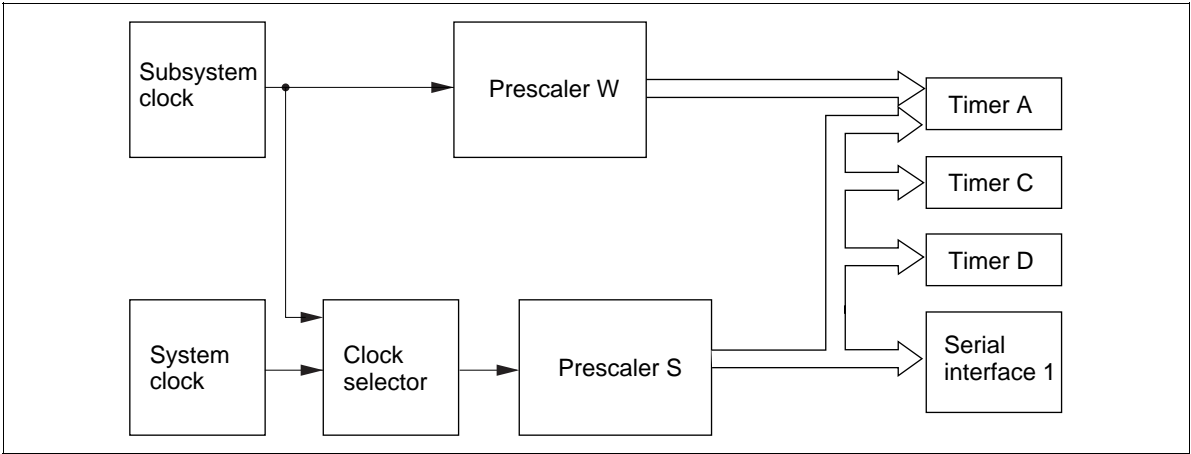 Subsystem
clock
Prescaler W
Timer A
Timer C
Timer D
System
clock
Clock
selector
Prescaler S
Serial
interface 1